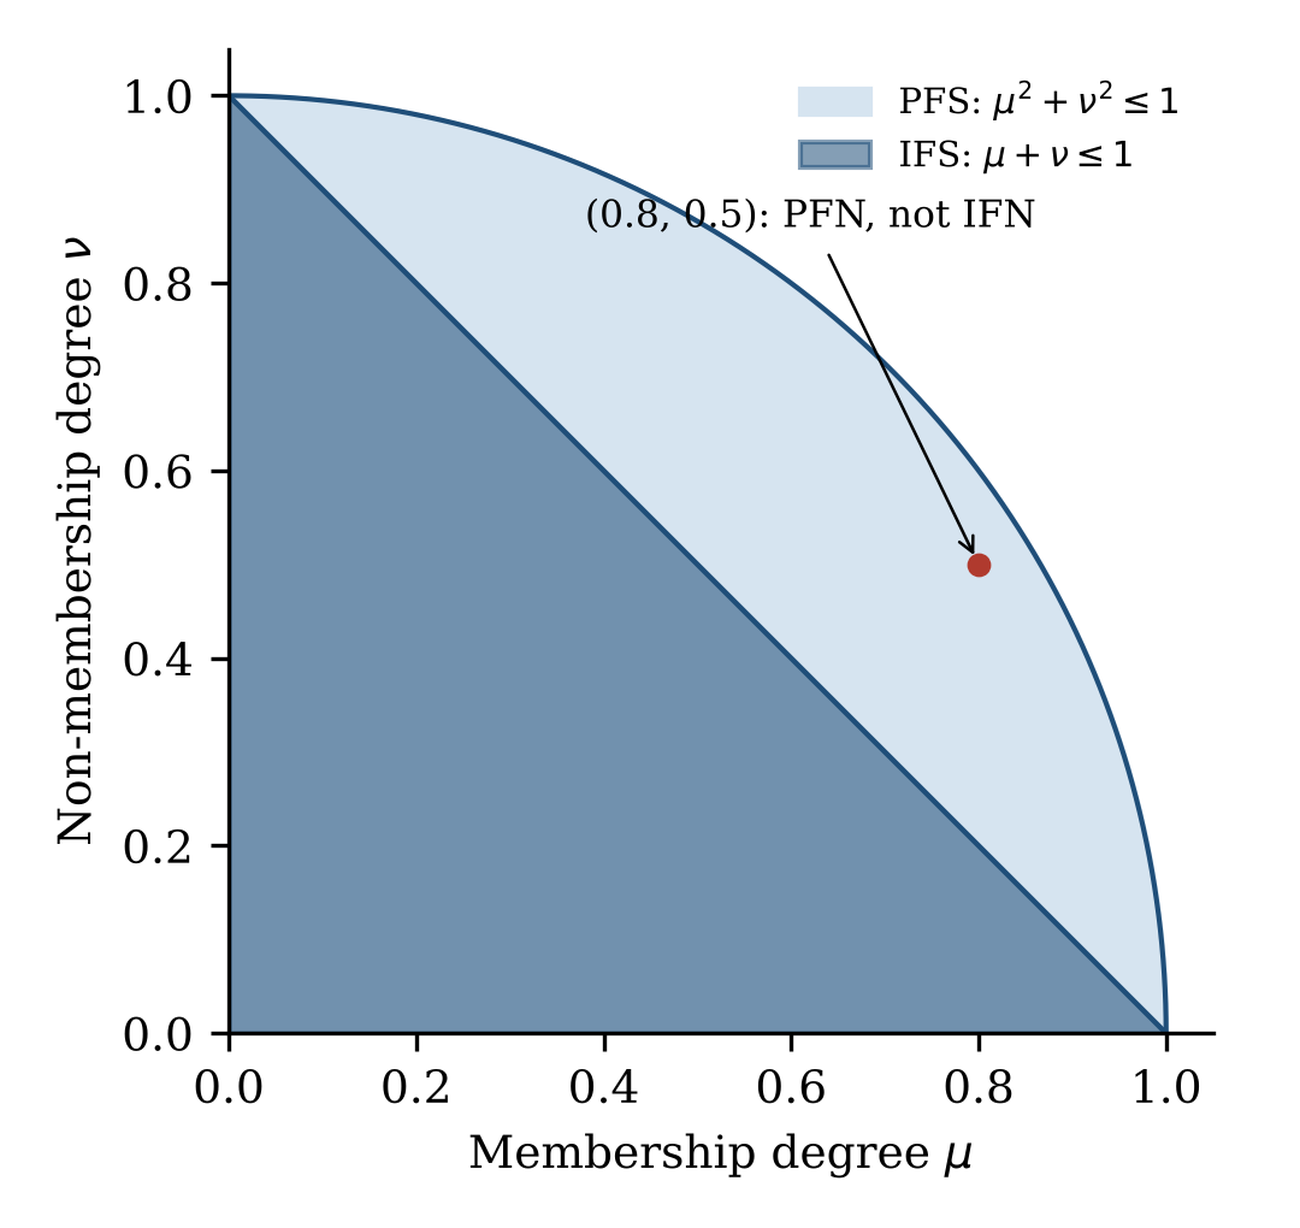 PFS: μ² + ν² ≤ 1
IFS: μ + ν ≤ 1
(0.8, 0.5): PFN, not IFN
Non-membership degree ν
1.0
0.8
0.6
0.4
0.2
0.0
0.0 0.2 0.4 0.6 0.8 1.0
Membership degree μ